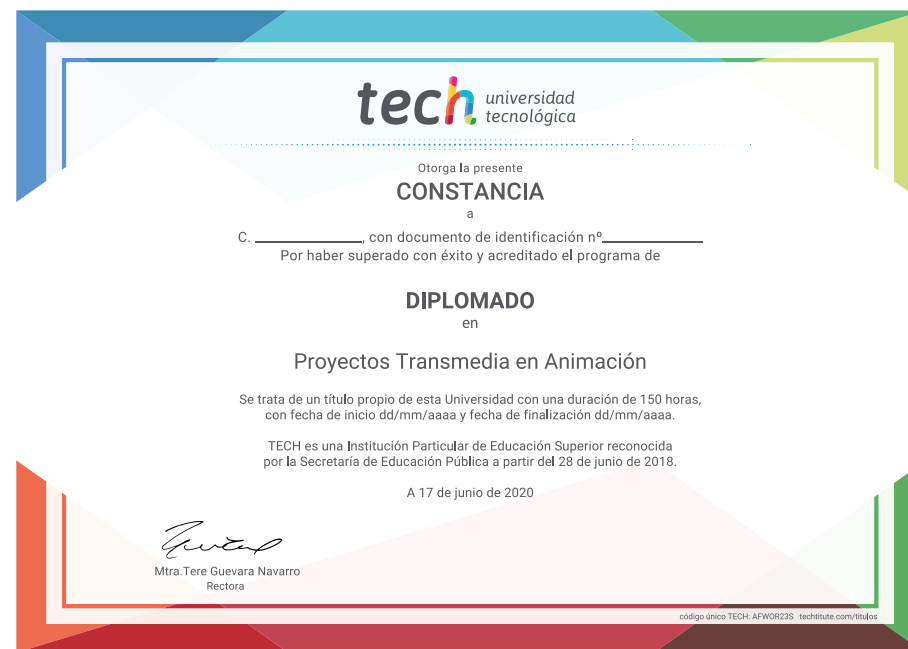 tech universidad
tecnológica
Otorga la presente
CONSTANCIA
a
C. ____________, con documento de identificación nº____________
Por haber superado con éxito y acreditado el programa de
DIPLOMADO
en
Proyectos Transmedia en Animación
Se trata de un título propio de esta Universidad con una duración de 150 horas,
con fecha de inicio dd/mm/aaaa y fecha de finalización dd/mm/aaaa.
TECH es una Institución Particular de Educación Superior reconocida
por la Secretaría de Educación Pública a partir del 28 de junio de 2018.
A 17 de junio de 2020
Mtra.Tere Guevara Navarro
Rectora
código único TECH: AFWOR23S techtitute.com/titulos